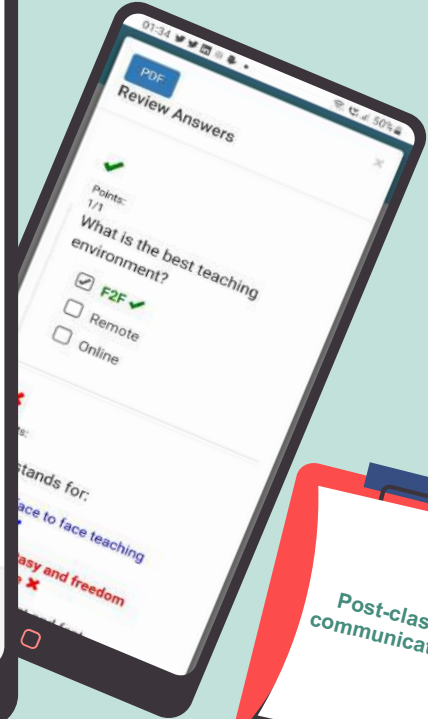 01:34
50%
PDF
Review Answers
×
Points:
1/1
What is the best teaching
environment?
F2F
Remote
Online
stands for:
ace to face teaching
asy and freedom
Post-clas
communicat